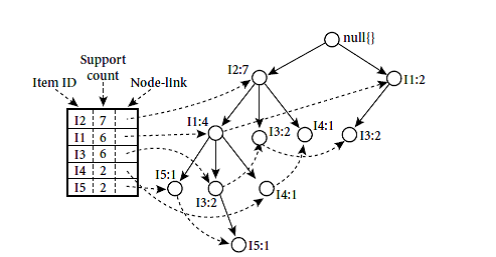 null{}
I2:7
I1:2
Support
count
Item ID
Node-link
I2 7
I1 6
I3 6
I4 2
I5 2
I1:4
I3:2
I4:1
I3:2
I5:1
I3:2
I4:1
I5:1